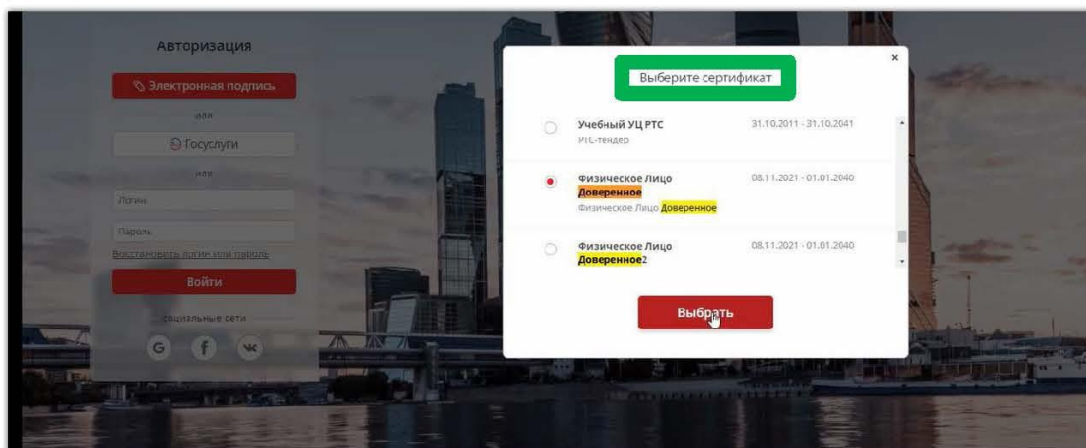 Авторизация
Электронная подпись
или
Госуслуги
или
Логин
Пароль
Восстановить логин или пароль
Войти
социальные сети
G f
Выберите сертификат
×
Учебный УЦ РТС 31.10.2011 - 31.10.2041
РТС-тендер
Физическое Лицо 08.11.2021 - 01.01.2040
Доверенное
Физическое Лицо Доверенное
Физическое Лицо 08.11.2021 - 01.01.2040
Доверенное2
Выбрать